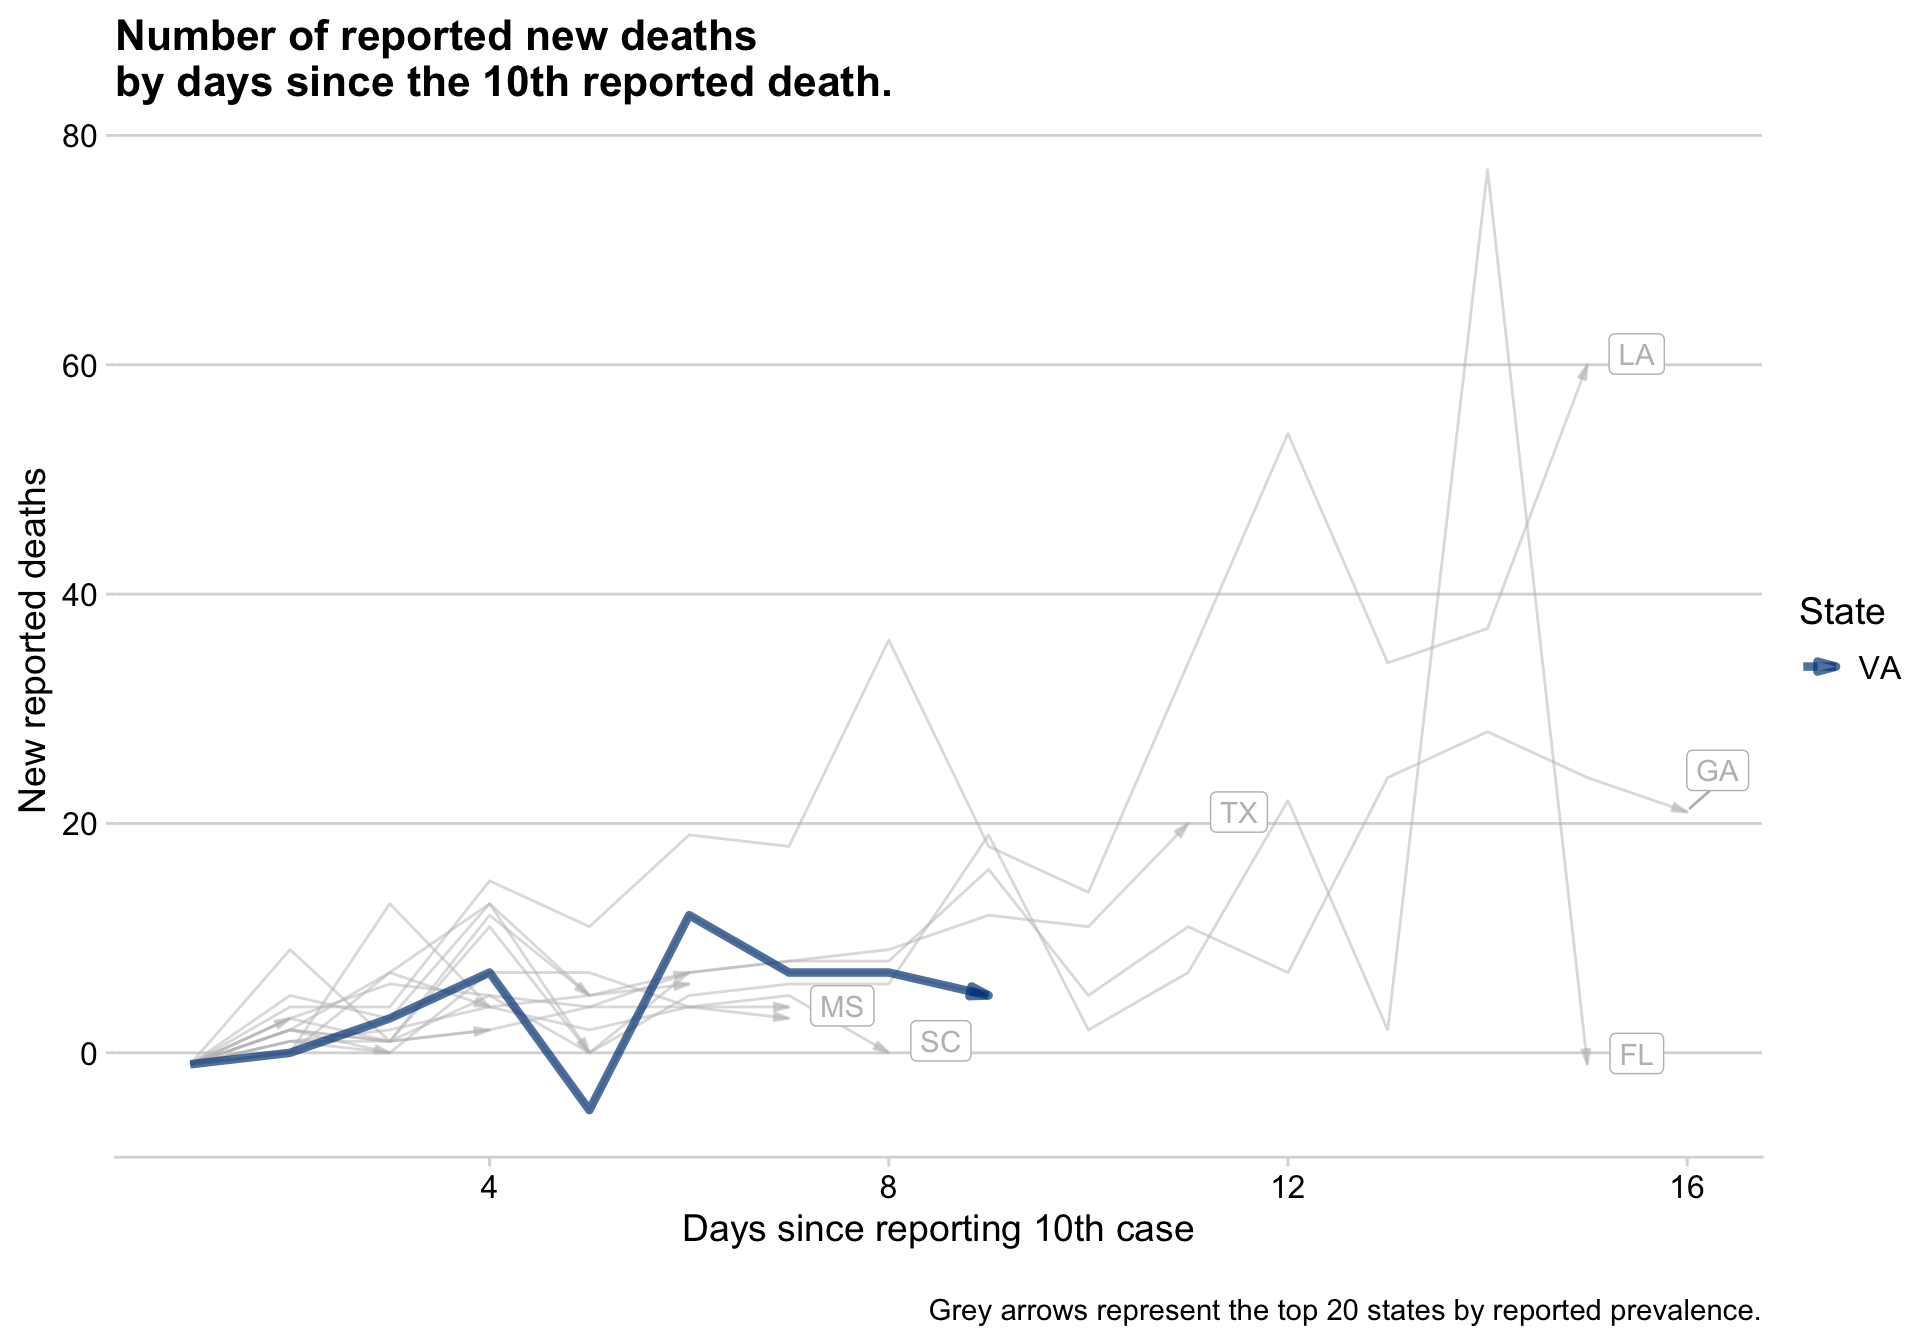 Number of reported new deaths
by days since the 10th reported death.
80
60
40
20
0
New reported deaths
LA
GA
TX
MS
SC
FL
State
VA
4
8
12
16
Days since reporting 10th case
Grey arrows represent the top 20 states by reported prevalence.